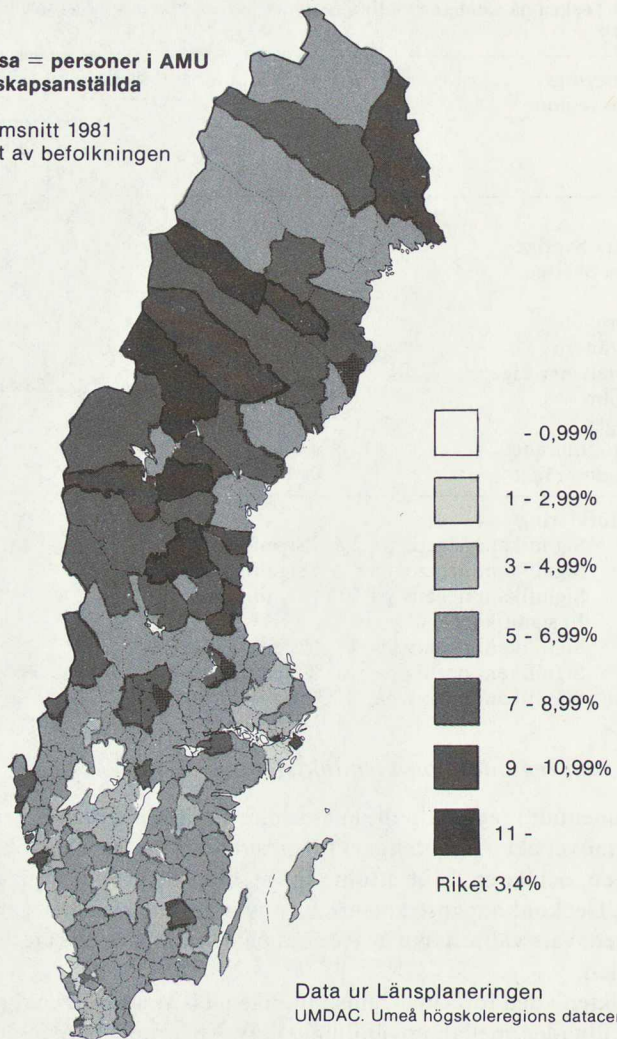 sa = personer i AMU
skapsanställda
msnitt 1981
t av befolkningen
- 0,99%
1 - 2,99%
3 - 4,99%
5 - 6,99%
7 - 8,99%
9 - 10,99%
11 -
Riket 3,4%
Data ur Länsplaneringen
UMDAC. Umeå högskoleregions datacen